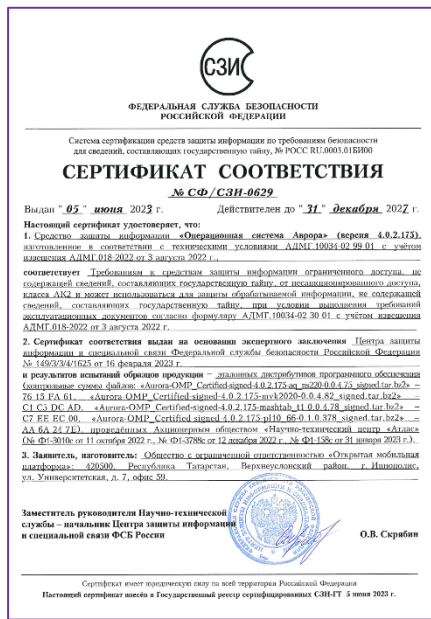 СЗИ
ФЕДЕРАЛЬНАЯ СЛУЖБА БЕЗОПАСНОСТИ
РОССИЙСКОЙ ФЕДЕРАЦИИ
Система сертификации средств защиты информации по требованиям безопасности
для сведений, составляющих государственную тайну, № РОСС RU.0003.01БИ00
СЕРТИФИКАТ СООТВЕТСТВИЯ
№ СФ/СЗИ-0629
Выдан "05" июня 2023 г. Действителен до "31" декабря 2027 г.
Настоящий сертификат удостоверяет, что:
1. Средство защиты информации «Операционная система Аврора» (версия 4.0.2.175),
изготовленное в соответствии с техническими условиями АДМГ.10034-02 99 01 с учётом
извещения АДМГ.018-2022 от 3 августа 2022 г.,
соответствует Требованиям к средствам защиты информации ограниченного доступа, не
содержащей сведений, составляющих государственную тайну, от несанкционированного доступа,
класса АК2 и может использоваться для защиты обрабатываемой информации, не содержащей
сведений, составляющих государственную тайну, при условии выполнения требований
эксплуатационных документов согласно формуляру АДМГ.10034-02 30 01 с учётом извещения
АДМГ.018-2022 от 3 августа 2022 г.
2. Сертификат соответствия выдан на основании экспертного заключения Центра защиты
информации и специальной связи Федеральной службы безопасности Российской Федерации
№ 149/3/3/4/1625 от 16 февраля 2023 г.
и результатов испытаний образцов продукции – эталонных дистрибутивов программного обеспечения
(контрольные суммы файлов: «Aurora-OMP_Certified-signed-4.0.2.175-aq_ns220-0.0.4.75_signed.tar.bz2» –
76 15 FA 61, «Aurora-OMP_Certified-signed-4.0.2.175-mvk2020-0.0.4.82_signed.tar.bz2» –
C1 C5 DC AD, «Aurora-OMP_Certified-signed-4.0.2.175-mashtab_t1_0.0.4.78_signed.tar.bz2» –
C7 EE EC 00, «Aurora-OMP_Certified-signed-4.0.2.175-pl110_66-0.1.0.378_signed.tar.bz2» –
AA 6A 24 7E), проведённых Акционерным обществом «Научно-технический центр «Атлас»
(№ Ф1-3010с от 11 октября 2022 г., № Ф1-3788с от 12 декабря 2022 г., № Ф1-158с от 31 января 2023 г.).
3. Заявитель, изготовитель: Общество с ограниченной ответственностью «Открытая мобильная
платформа»: 420500, Республика Татарстан, Верхнеуслонский район, г. Иннополис,
ул. Университетская, д. 7, офис 59.
Заместитель руководителя Научно-технической
службы – начальник Центра защиты информации
и специальной связи ФСБ России О.В. Скрябин
Сертификат имеет юридическую силу на всей территории Российской Федерации
Настоящий сертификат внесён в Государственный реестр сертифицированных СЗИ-ГТ 5 июня 2023 г.